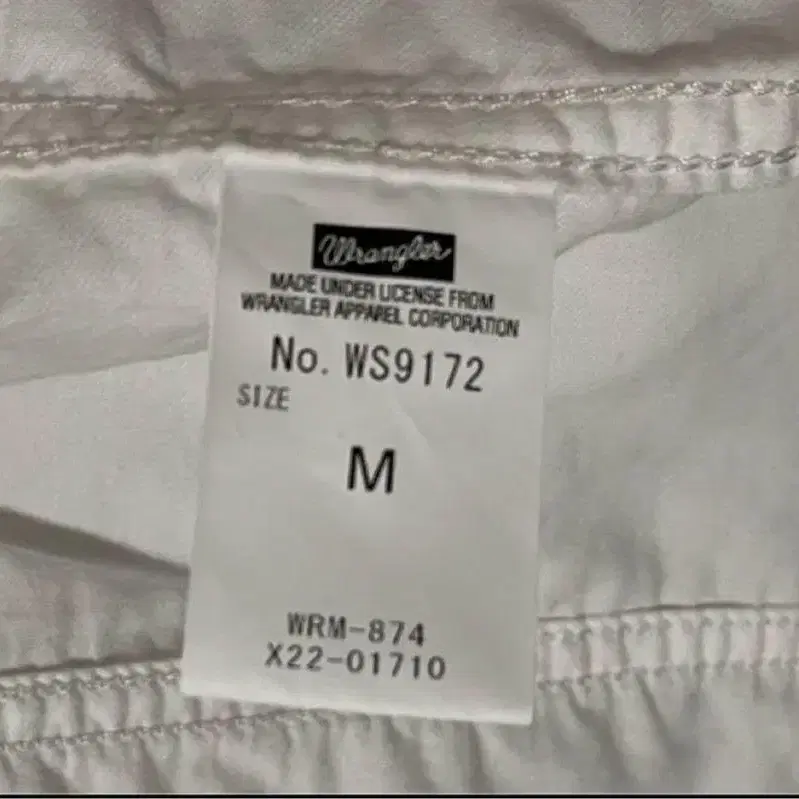 Wrangler
MADE UNDER LICENSE FROM
WRANGLER APPAREL CORPORATION
No. WS9172
SIZE
M
WRM-874
X22-01710